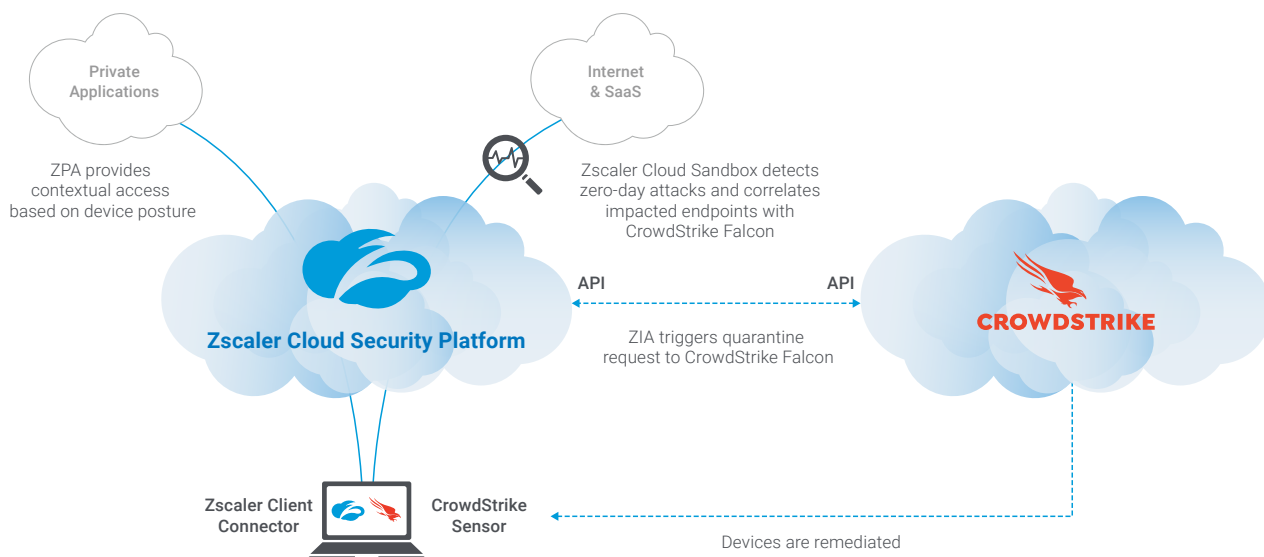 Private
Applications
Internet
& SaaS
ZPA provides
contextual access
based on device posture
Zscaler Cloud Sandbox detects
zero-day attacks and correlates
impacted endpoints with
CrowdStrike Falcon
Zscaler Cloud Security Platform
API
API
CROWDSTRIKE
ZIA triggers quarantine
request to CrowdStrike Falcon
Zscaler Client
Connector
CrowdStrike
Sensor
Devices are remediated